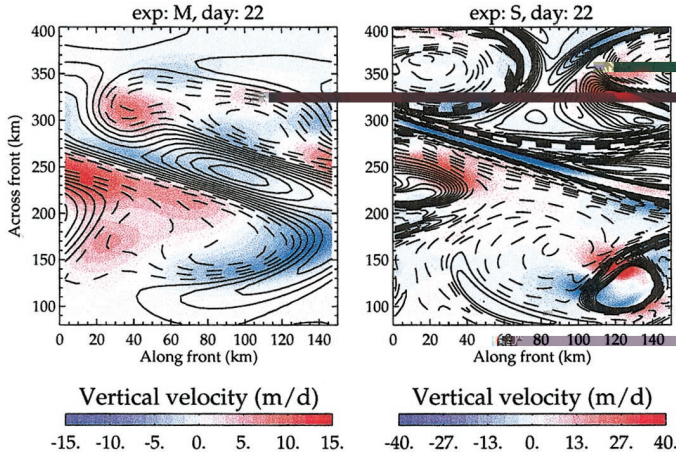 exp: M, day: 22
exp: S, day: 22
400
350
300
250
200
150
100
Across front (km)
0 20 40 60 80 100 120 140
Along front (km)
400
350
300
250
200
150
100
0 20 40 80 100 120 140
Along front (km)
Vertical velocity (m/d)
-15. -10. -5. 0. 5. 10. 15.
Vertical velocity (m/d)
-40. -27. -13. 0. 13. 27. 40.